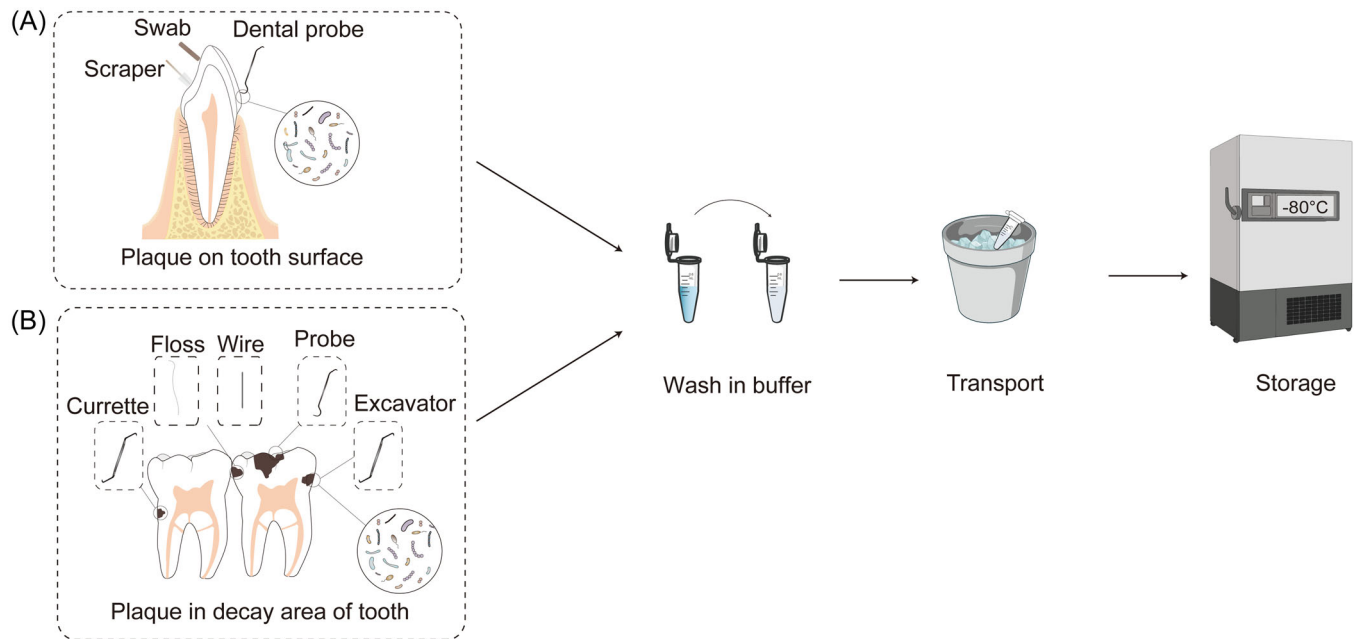 (A)
Swab
Dental probe
Scraper
Plaque on tooth surface
(B)
Floss
Wire
Probe
Currette
Excavator
Plaque in decay area of tooth
Wash in buffer
Transport
-80°C
Storage